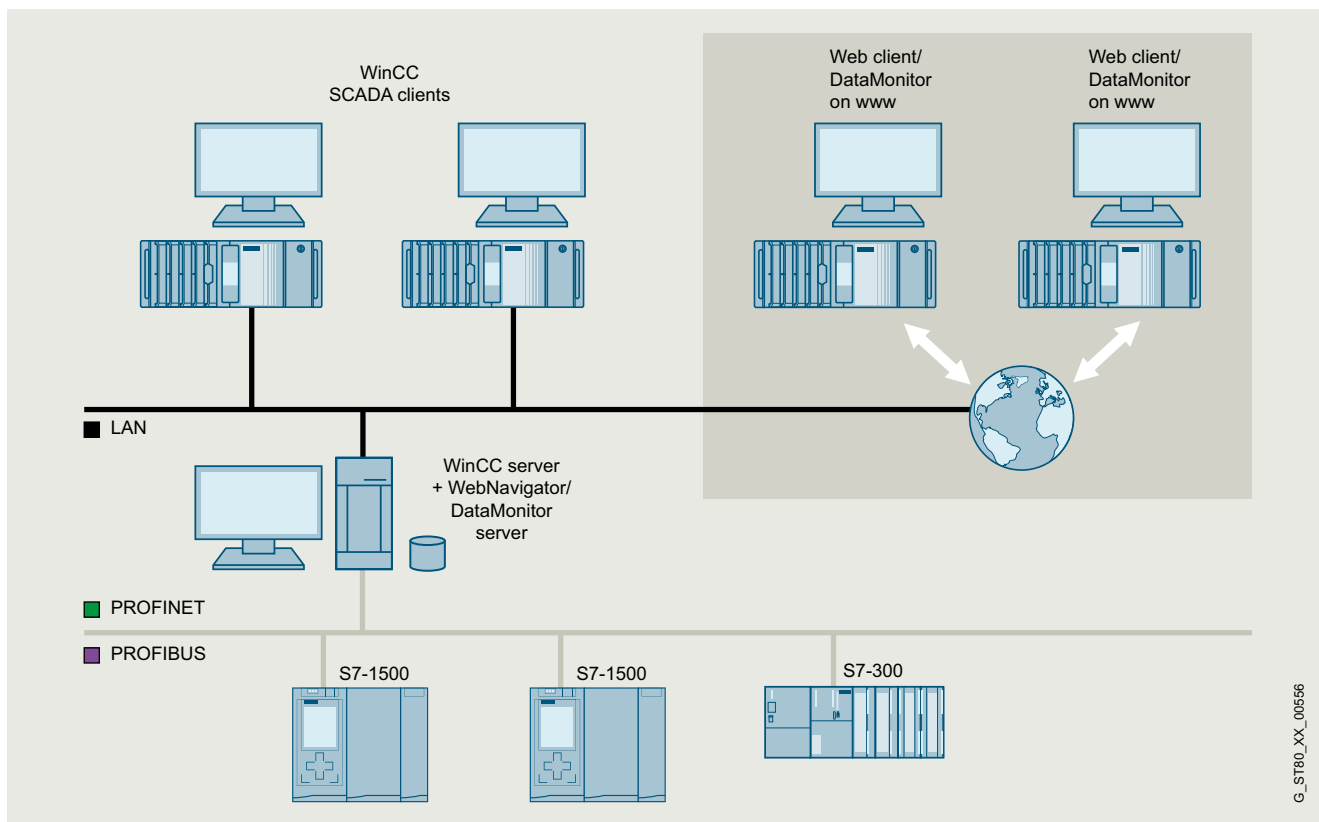 WinCC
SCADA clients
Web client/
DataMonitor
on www
Web client/
DataMonitor
on www
LAN
WinCC server
+ WebNavigator/
DataMonitor
server
PROFINET
PROFIBUS
S7-1500
S7-1500
S7-300
G_ST80_XX_00556